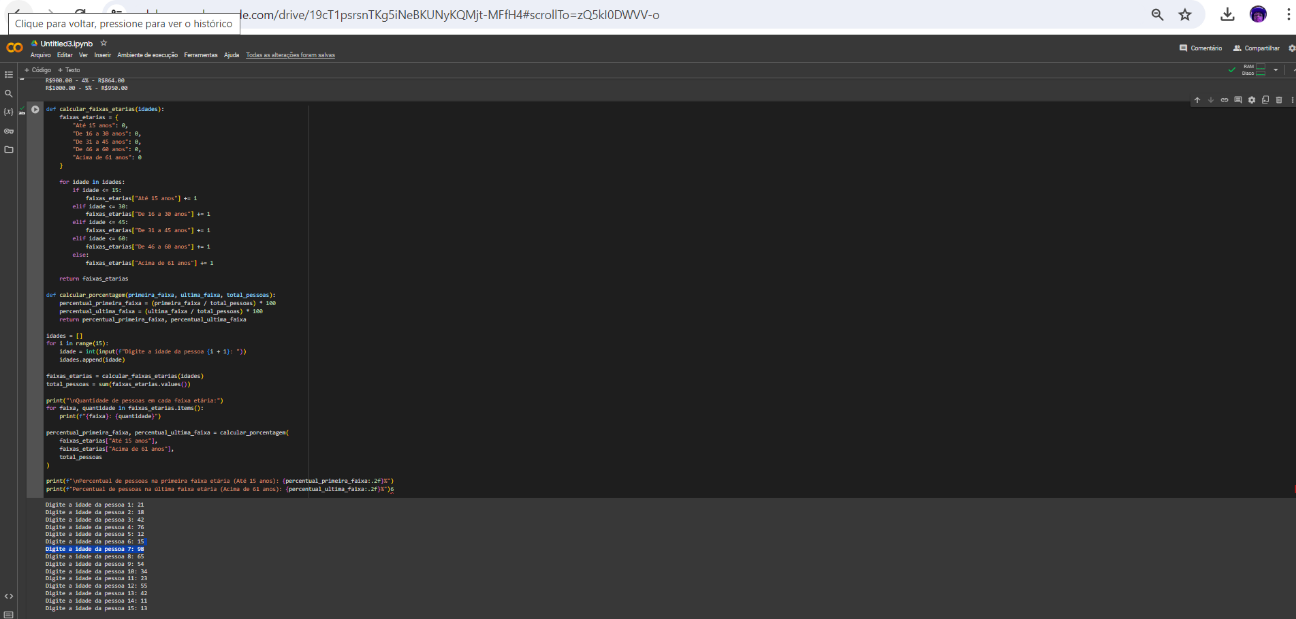 Clique para voltar, pressione para ver o histórico
de.com/drive/19cT1psrsnTKg5iNeBKUNyKQMjt-MFfH4#scrollTo=zQ5kI0DWVV-o
Untitled3.ipynb
Arquivo Editar Ver Inserir Ambiente de execução Ferramentas Ajuda Todas as alterações foram salvas
Comentário Compartilhar
+ Código + Texto
RAM
Disco
R$900.00 - 4% - R$864.00
R$1000.00 - 5% - R$950.00
{x}
def calcular_faixas_etarias(idades):
faixas_etarias = {
"Até 15 anos": 0,
"De 16 a 30 anos": 0,
"De 31 a 45 anos": 0,
"De 46 a 60 anos": 0,
"Acima de 61 anos": 0
}
for idade in idades:
if idade <= 15:
faixas_etarias["Até 15 anos"] += 1
elif idade <= 30:
faixas_etarias["De 16 a 30 anos"] += 1
elif idade <= 45:
faixas_etarias["De 31 a 45 anos"] += 1
elif idade <= 60:
faixas_etarias["De 46 a 60 anos"] += 1
else:
faixas_etarias["Acima de 61 anos"] += 1
return faixas_etarias
def calcular_porcentagem(primeira_faixa, ultima_faixa, total_pessoas):
percentual_primeira_faixa = (primeira_faixa / total_pessoas) * 100
percentual_ultima_faixa = (ultima_faixa / total_pessoas) * 100
return percentual_primeira_faixa, percentual_ultima_faixa
idades = []
for i in range(15):
idade = int(input(f"Digite a idade da pessoa {i + 1}: "))
idades.append(idade)
faixas_etarias = calcular_faixas_etarias(idades)
total_pessoas = sum(faixas_etarias.values())
print("\nQuantidade de pessoas em cada faixa etária:")
for faixa, quantidade in faixas_etarias.items():
print(f"{faixa}: {quantidade}")
percentual_primeira_faixa, percentual_ultima_faixa = calcular_porcentagem(
faixas_etarias["Até 15 anos"],
faixas_etarias["Acima de 61 anos"],
total_pessoas
)
print(f"\nPercentual de pessoas na primeira faixa etária (Até 15 anos): {percentual_primeira_faixa:.2f}%")
print(f"Percentual de pessoas na última faixa etária (Acima de 61 anos): {percentual_ultima_faixa:.2f}%")6
Digite a idade da pessoa 1: 21
Digite a idade da pessoa 2: 18
Digite a idade da pessoa 3: 42
Digite a idade da pessoa 4: 76
Digite a idade da pessoa 5: 12
Digite a idade da pessoa 6: 15
Digite a idade da pessoa 7: 98
Digite a idade da pessoa 8: 65
Digite a idade da pessoa 9: 54
Digite a idade da pessoa 10: 34
Digite a idade da pessoa 11: 23
Digite a idade da pessoa 12: 55
Digite a idade da pessoa 13: 42
Digite a idade da pessoa 14: 11
Digite a idade da pessoa 15: 13